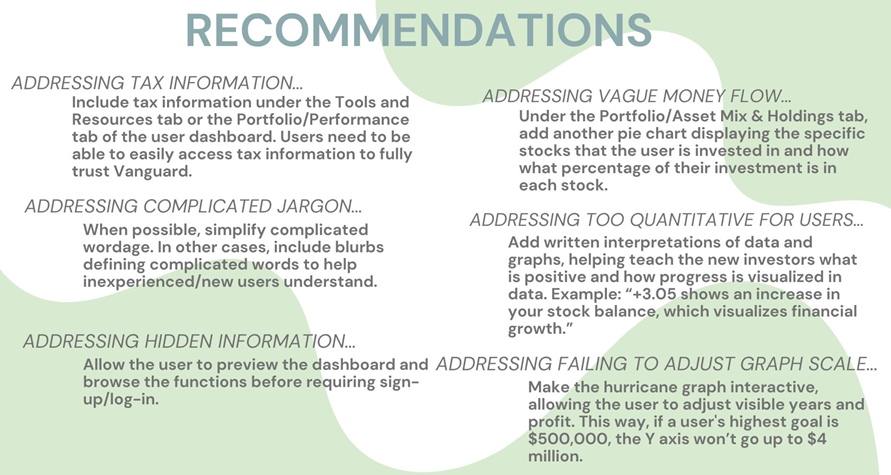 RECOMMENDATIONS
ADDRESSING TAX INFORMATION...
Include tax information under the Tools and
Resources tab or the Portfolio/Performance
tab of the user dashboard. Users need to be
able to easily access tax information to fully
trust Vanguard.
ADDRESSING COMPLICATED JARGON...
When possible, simplify complicated
wordage. In other cases, include blurbs
defining complicated words to help
inexperienced/new users understand.
ADDRESSING HIDDEN INFORMATION...
Allow the user to preview the dashboard and
browse the functions before requiring sign-
up/log-in.
ADDRESSING VAGUE MONEY FLOW...
Under the Portfolio/Asset Mix & Holdings tab,
add another pie chart displaying the specific
stocks that the user is invested in and how
what percentage of their investment is in
each stock.
ADDRESSING TOO QUANTITATIVE FOR USERS...
Add written interpretations of data and
graphs, helping teach the new investors what
is positive and how progress is visualized in
data. Example: “+3.05 shows an increase in
your stock balance, which visualizes financial
growth.”
ADDRESSING FAILING TO ADJUST GRAPH SCALE...
Make the hurricane graph interactive,
allowing the user to adjust visible years and
profit. This way, if a user's highest goal is
$500,000, the Y axis won’t go up to $4
million.